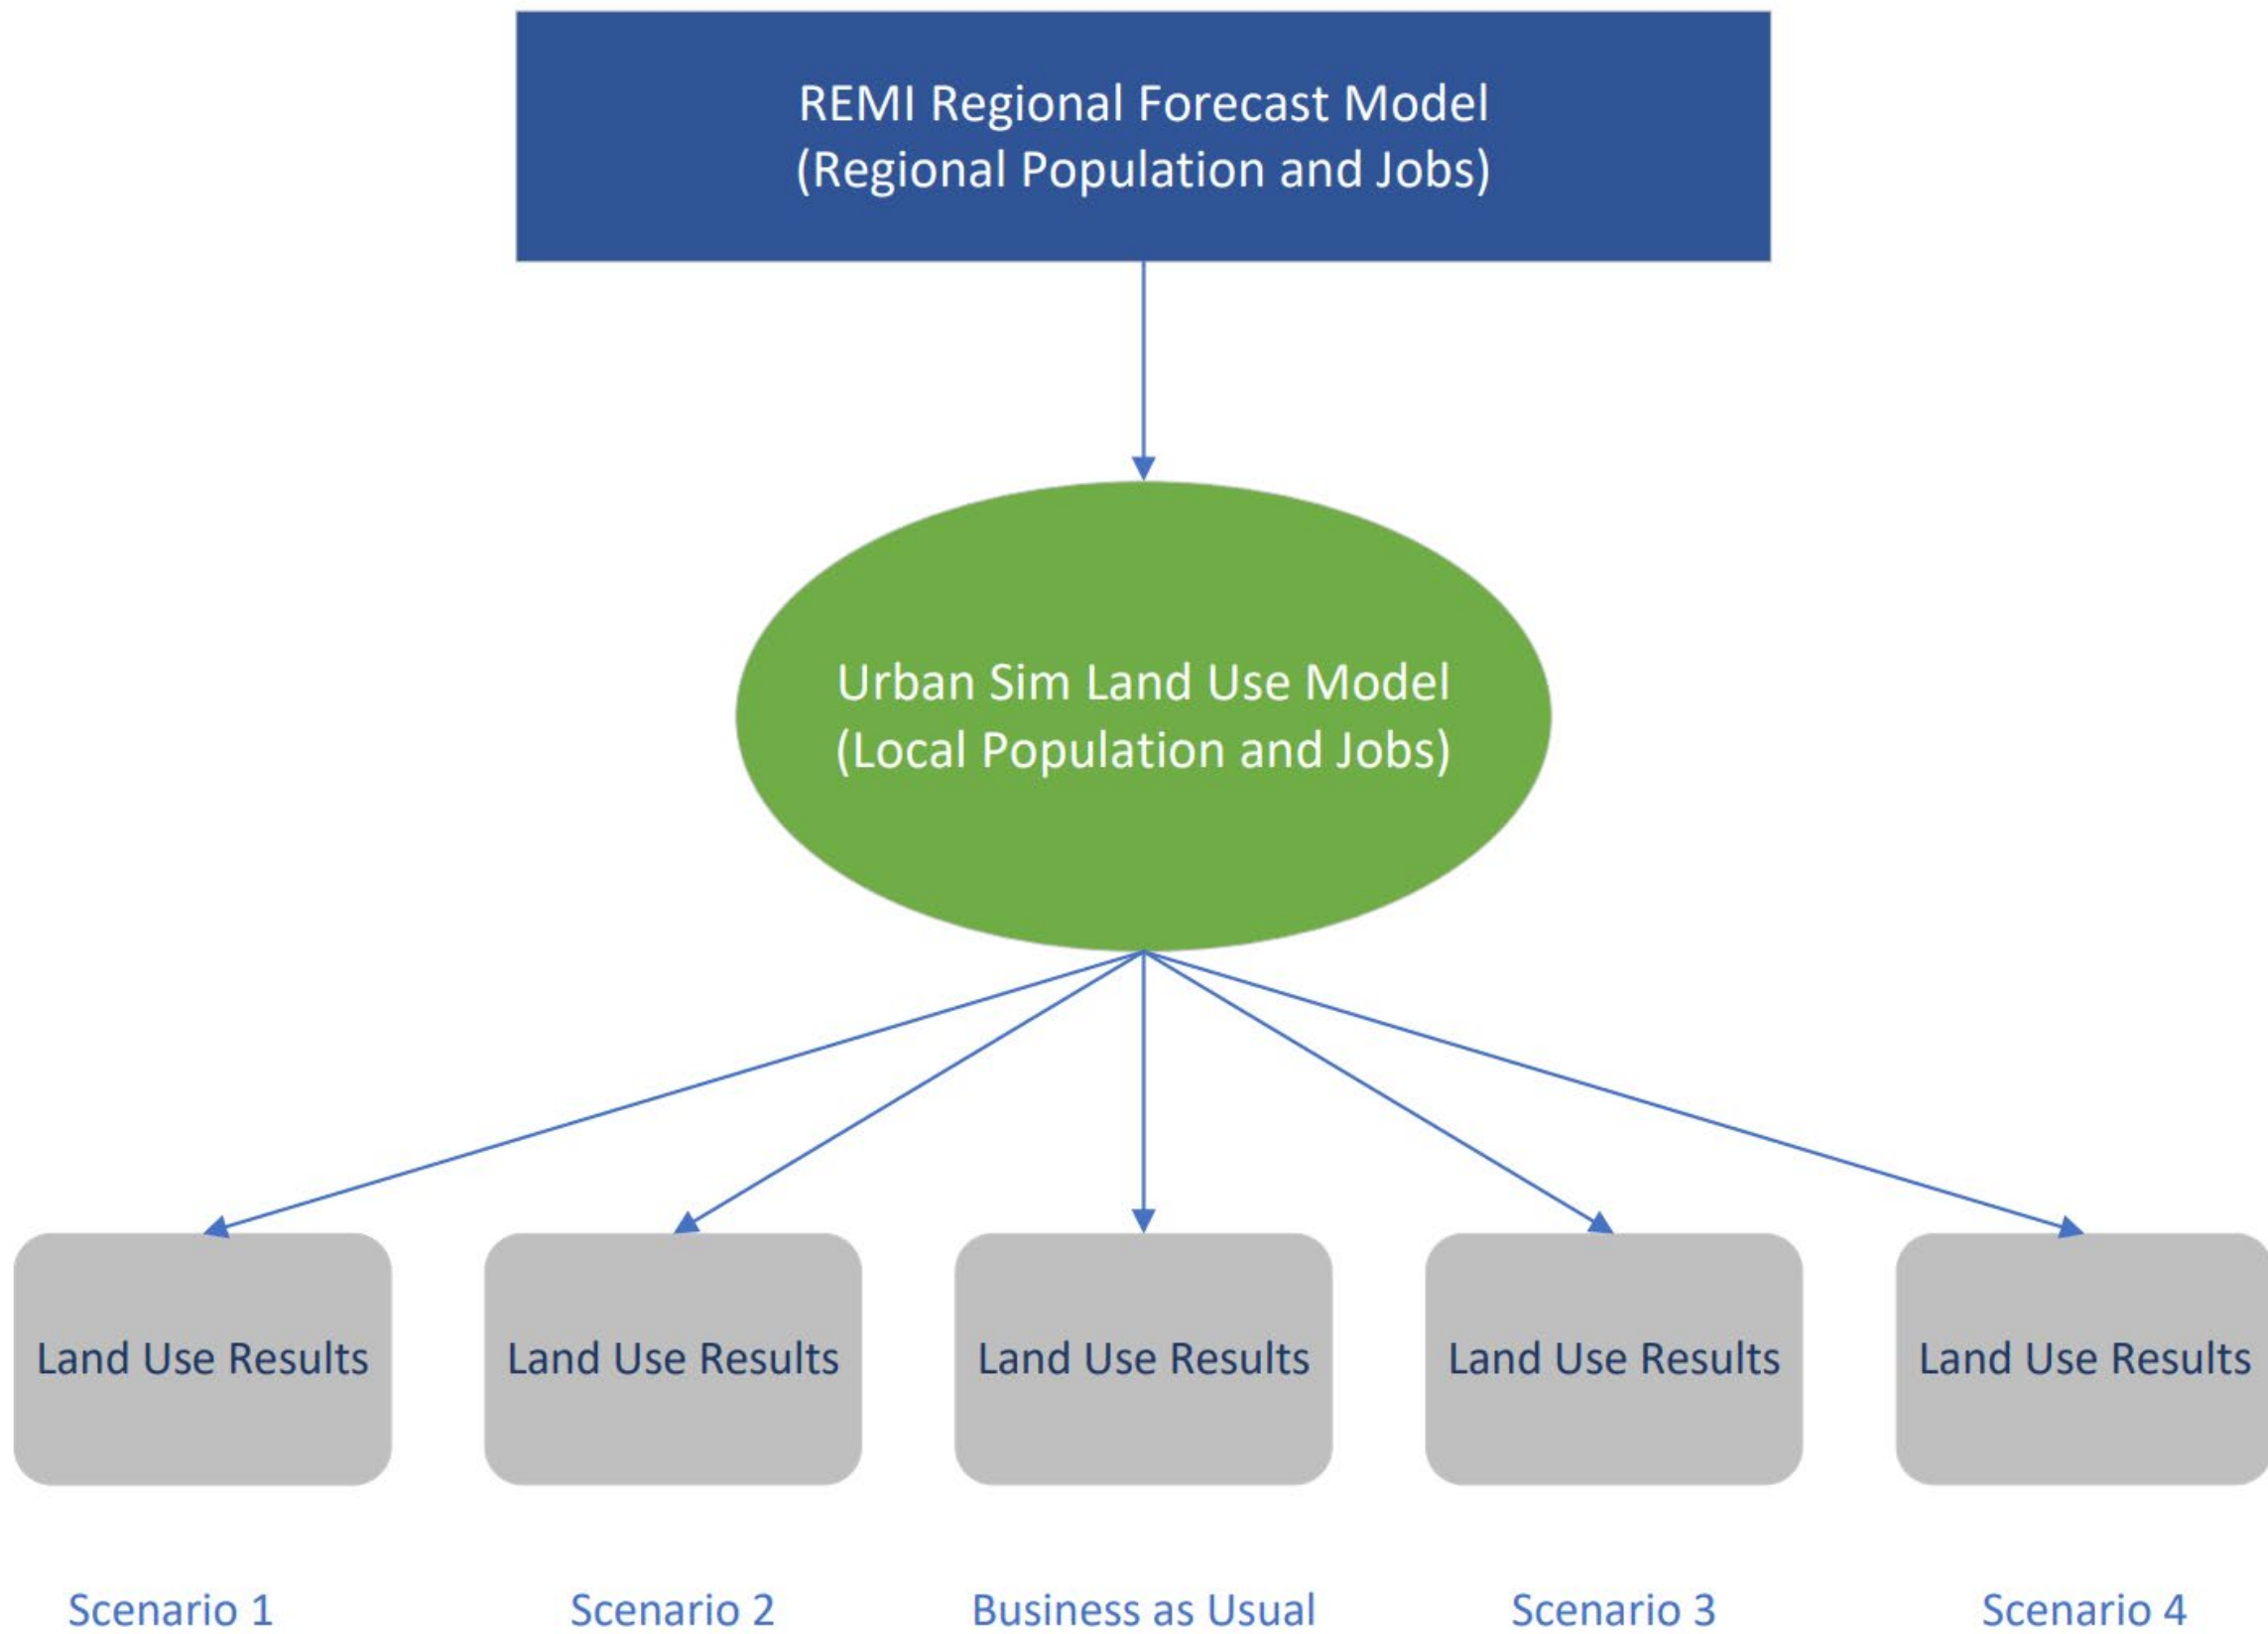 REMI Regional Forecast Model
(Regional Population and Jobs)
Urban Sim Land Use Model
(Local Population and Jobs)
Land Use Results
Land Use Results
Land Use Results
Land Use Results
Land Use Results
Scenario 1
Scenario 2
Business as Usual
Scenario 3
Scenario 4